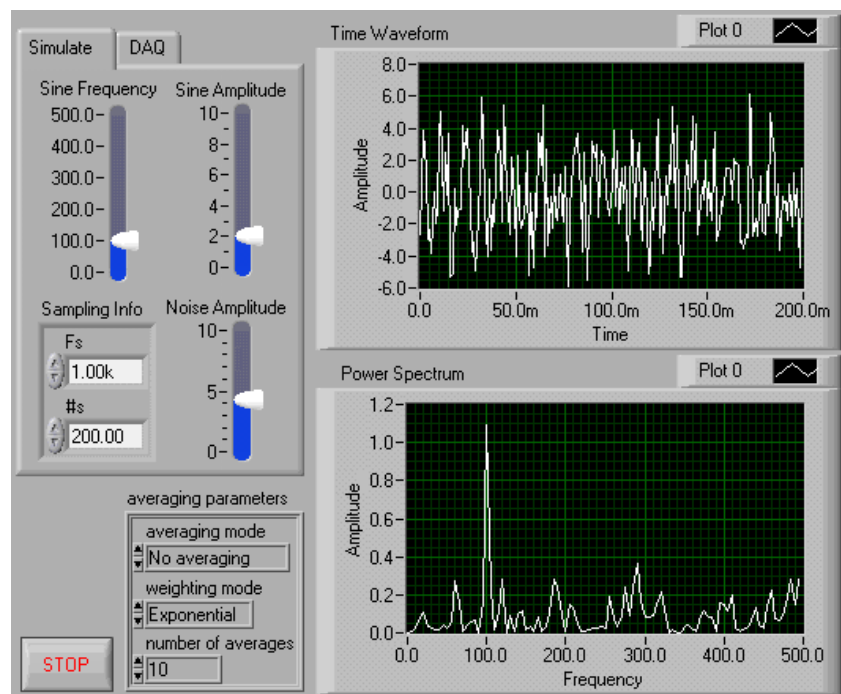 Simulate
DAQ
Sine Frequency
500.0
400.0
300.0
200.0
100.0
0.0
Sine Amplitude
10
8
6
4
2
0
Sampling Info
Fs
1.00k
#s
200.00
Noise Amplitude
10
5
0
averaging parameters
averaging mode
No averaging
weighting mode
Exponential
number of averages
10
STOP
Time Waveform
Plot 0
Amplitude
8.0
6.0
4.0
2.0
0.0
-2.0
-4.0
-6.0
0.0 50.0m 100.0m 150.0m 200.0m
Time
Power Spectrum
Plot 0
Amplitude
1.2
1.0
0.8
0.6
0.4
0.2
0.0
0.0 100.0 200.0 300.0 400.0 500.0
Frequency